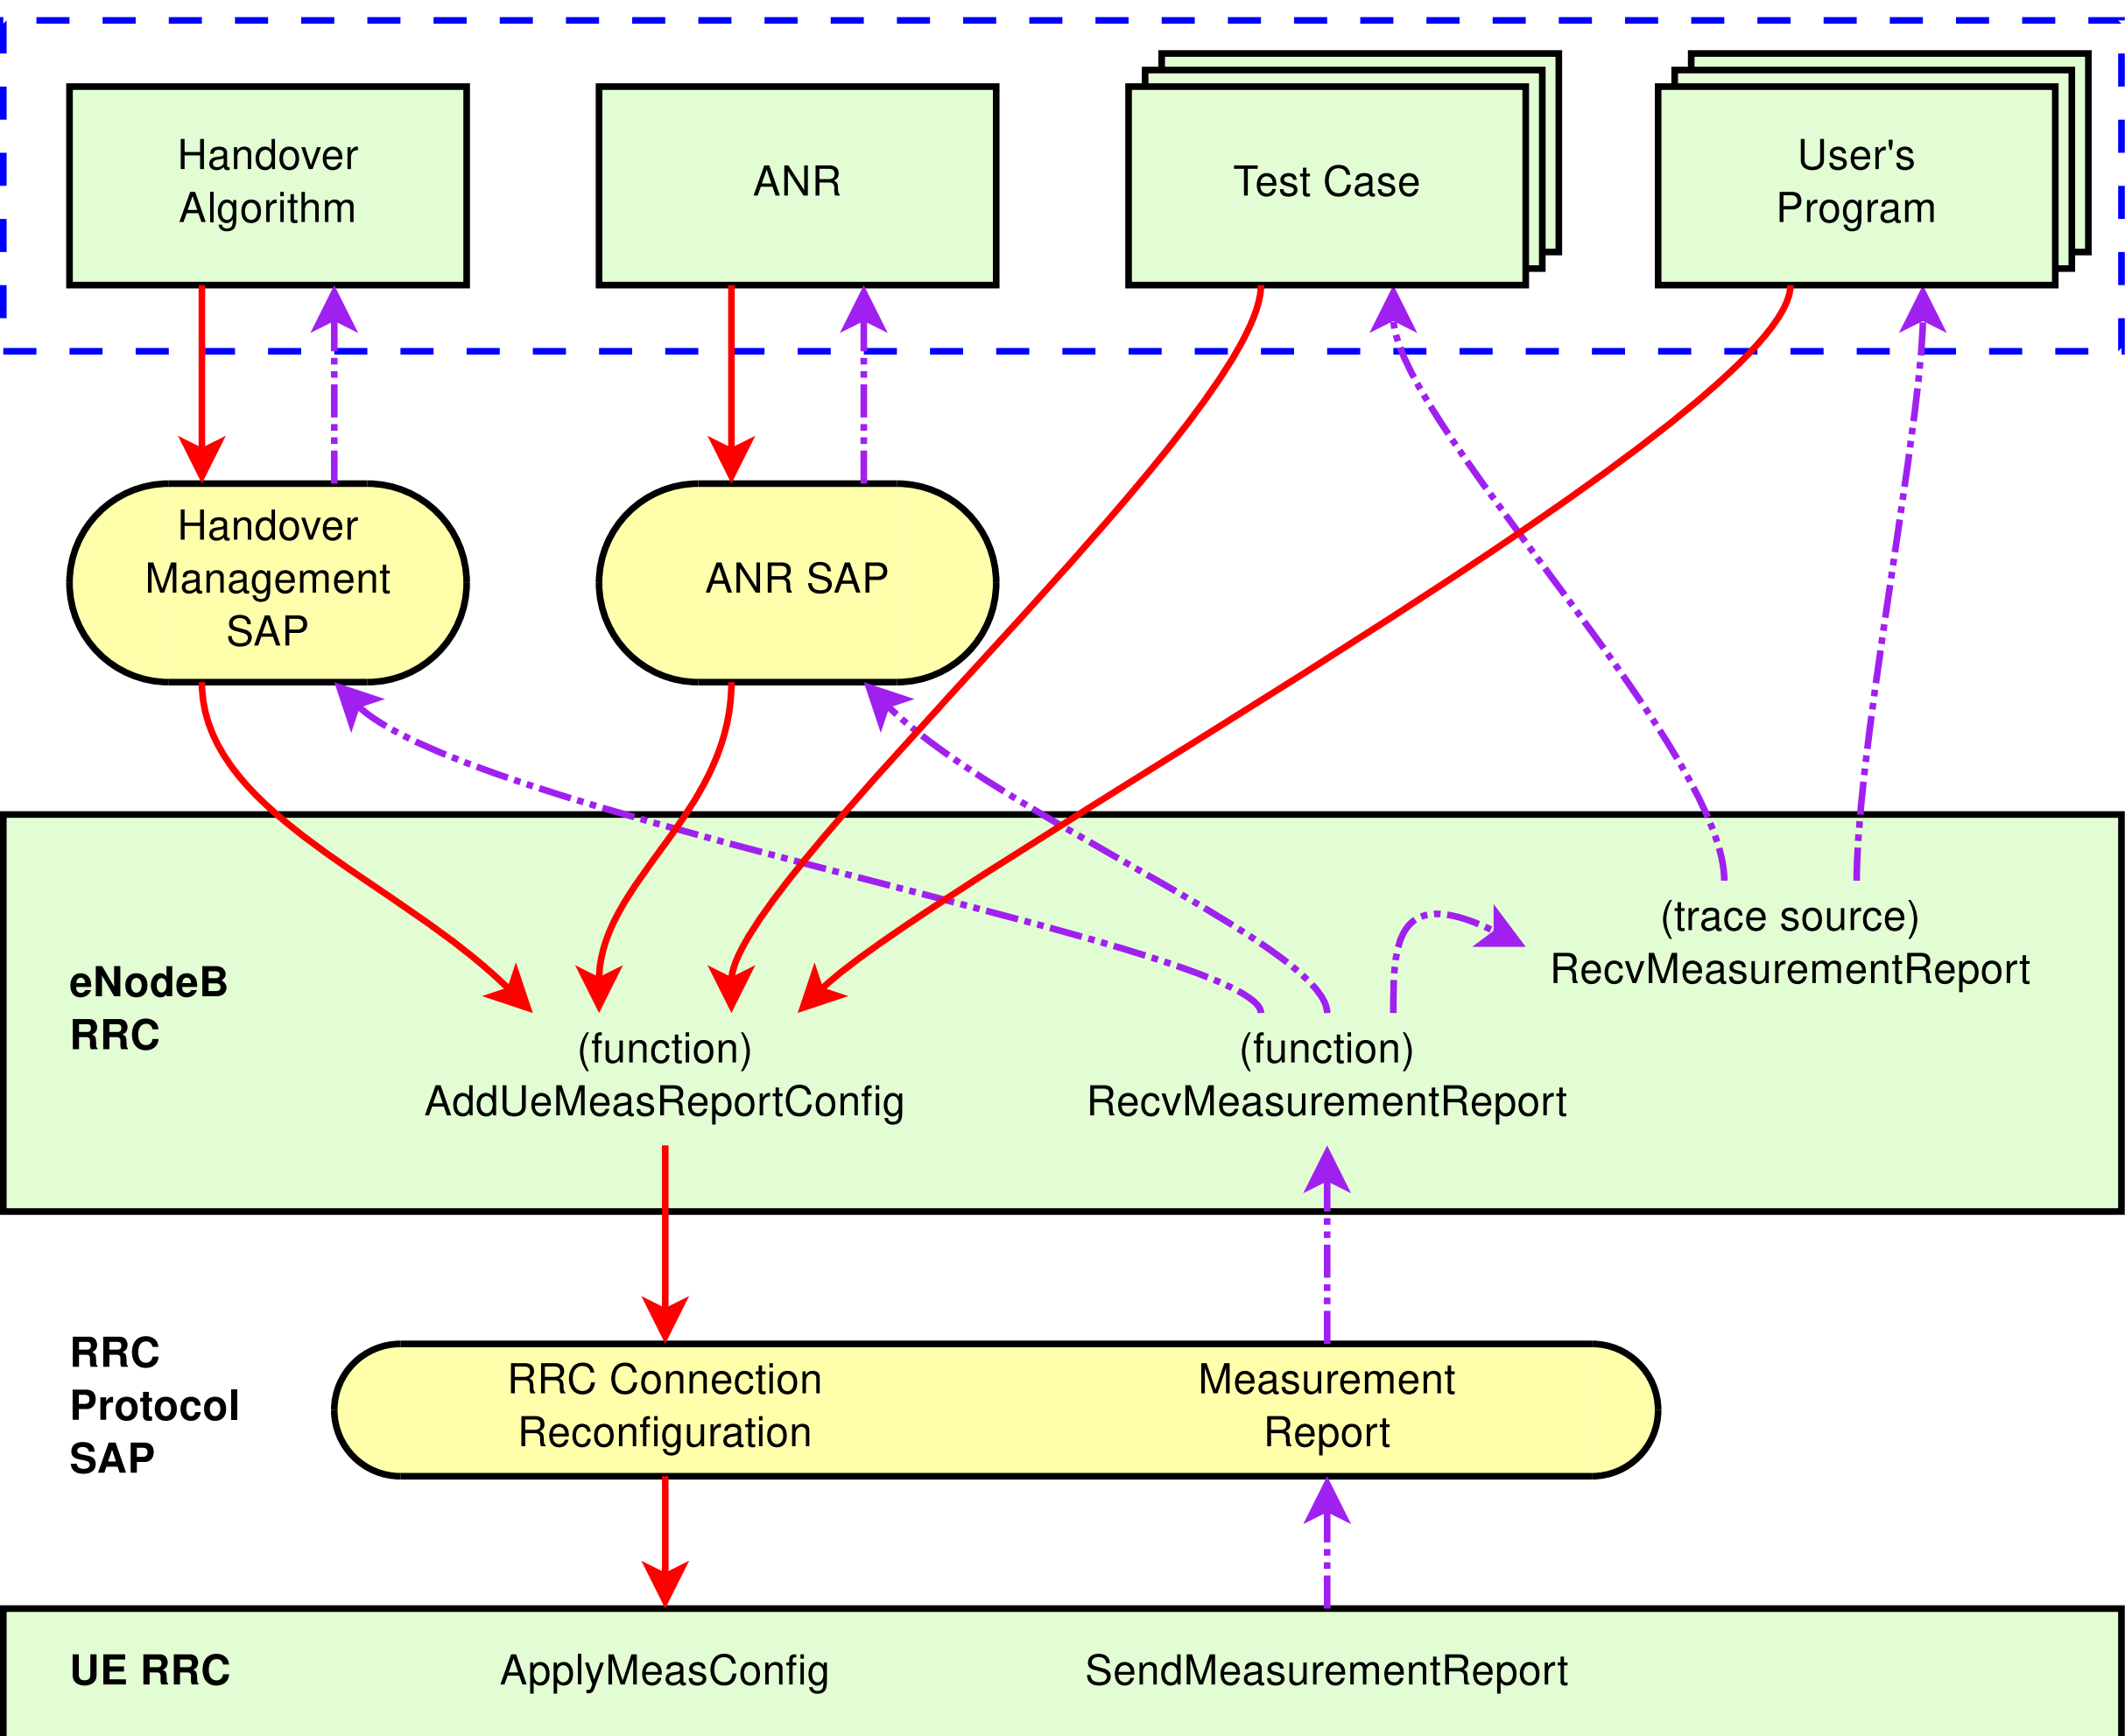 Handover
Algorithm
ANR
Test Case
User's
Program
Handover
Management
SAP
ANR SAP
eNodeB
RRC
(trace source)
RecvMeasurementReport
(function)
AddUeMeasReportConfig
(function)
RecvMeasurementReport
RRC
Protocol
SAP
RRC Connection
Reconfiguration
Measurement
Report
UE RRC
ApplyMeasConfig
SendMeasurementReport